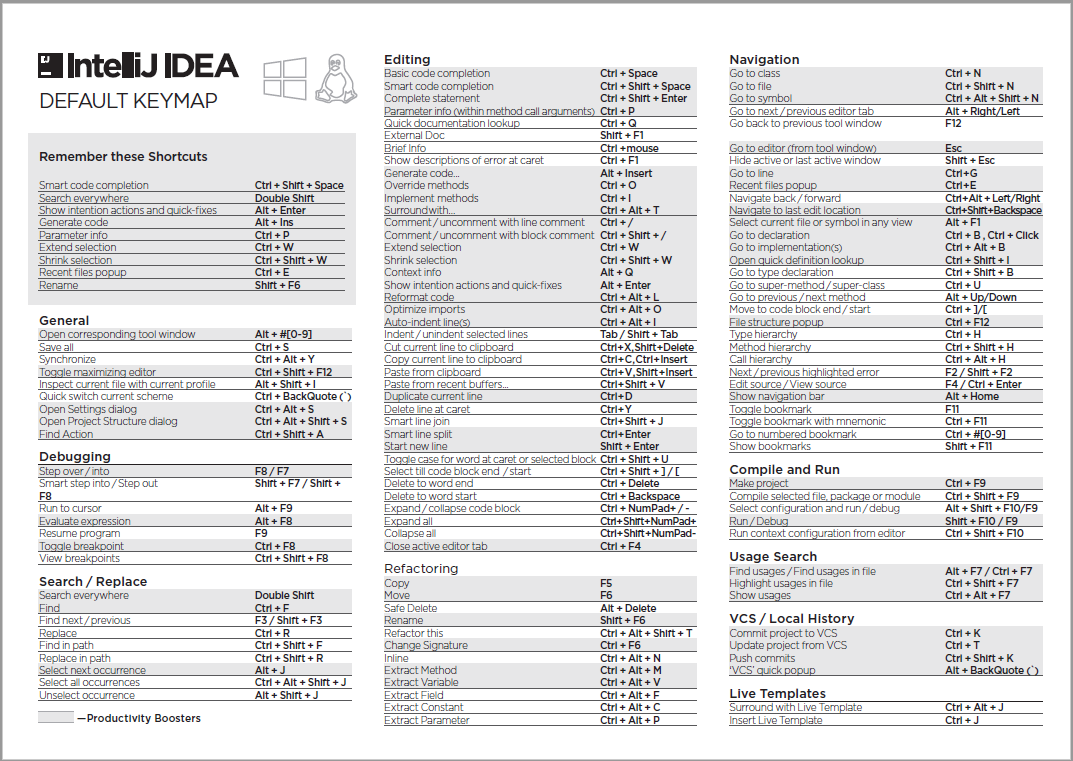 IntelliJ IDEA
DEFAULT KEYMAP
Remember these Shortcuts
Smart code completion Ctrl + Shift + Space
Search everywhere Double Shift
Show intention actions and quick-fixes Alt + Enter
Generate code Alt + Ins
Parameter info Ctrl + P
Extend selection Ctrl + W
Shrink selection Ctrl + Shift + W
Recent files popup Ctrl + E
Rename Shift + F6
General
Open corresponding tool window Alt + #[0-9]
Save all Ctrl + S
Synchronize Ctrl + Alt + Y
Toggle maximizing editor Ctrl + Shift + F12
Inspect current file with current profile Alt + Shift + I
Quick switch current scheme Ctrl + BackQuote (`)
Open Settings dialog Ctrl + Alt + S
Open Project Structure dialog Ctrl + Alt + Shift + S
Find Action Ctrl + Shift + A
Debugging
Step over / into F8 / F7
Smart step into / Step out Shift + F7 / Shift +
F8
Run to cursor Alt + F9
Evaluate expression Alt + F8
Resume program F9
Toggle breakpoint Ctrl + F8
View breakpoints Ctrl + Shift + F8
Search / Replace
Search everywhere Double Shift
Find Ctrl + F
Find next / previous F3 / Shift + F3
Replace Ctrl + R
Find in path Ctrl + Shift + F
Replace in path Ctrl + Shift + R
Select next occurrence Alt + J
Select all occurrences Ctrl + Alt + Shift + J
Unselect occurrence Alt + Shift + J
—Productivity Boosters
Editing
Basic code completion Ctrl + Space
Smart code completion Ctrl + Shift + Space
Complete statement Ctrl + Shift + Enter
Parameter info (within method call arguments) Ctrl + P
Quick documentation lookup Ctrl + Q
External Doc Shift + F1
Brief Info Ctrl +mouse
Show descriptions of error at caret Ctrl + F1
Generate code... Alt + Insert
Override methods Ctrl + O
Implement methods Ctrl + I
Surround with... Ctrl + Alt + T
Comment / uncomment with line comment Ctrl + /
Comment / uncomment with block comment Ctrl + Shift + /
Extend selection Ctrl + W
Shrink selection Ctrl + Shift + W
Context info Alt + Q
Show intention actions and quick-fixes Alt + Enter
Reformat code Ctrl + Alt + L
Optimize imports Ctrl + Alt + O
Auto-indent line(s) Ctrl + Alt + I
Indent / unindent selected lines Tab / Shift + Tab
Cut current line to clipboard Ctrl+X,Shift+Delete
Copy current line to clipboard Ctrl+C,Ctrl+Insert
Paste from clipboard Ctrl+V,Shift+Insert
Paste from recent buffers... Ctrl+Shift + V
Duplicate current line Ctrl+D
Delete line at caret Ctrl+Y
Smart line join Ctrl+Shift + J
Smart line split Ctrl+Enter
Start new line Shift + Enter
Toggle case for word at caret or selected block Ctrl + Shift + U
Select till code block end / start Ctrl + Shift + ] / [
Delete to word end Ctrl + Delete
Delete to word start Ctrl + Backspace
Expand / collapse code block Ctrl + NumPad+ / -
Expand all Ctrl+Shift+NumPad+
Collapse all Ctrl+Shift+NumPad-
Close active editor tab Ctrl + F4
Refactoring
Copy F5
Move F6
Safe Delete Alt + Delete
Rename Shift + F6
Refactor this Ctrl + Alt + Shift + T
Change Signature Ctrl + F6
Inline Ctrl + Alt + N
Extract Method Ctrl + Alt + M
Extract Variable Ctrl + Alt + V
Extract Field Ctrl + Alt + F
Extract Constant Ctrl + Alt + C
Extract Parameter Ctrl + Alt + P
Navigation
Go to class Ctrl + N
Go to file Ctrl + Shift + N
Go to symbol Ctrl + Alt + Shift + N
Go to next / previous editor tab Alt + Right/Left
Go back to previous tool window F12
Go to editor (from tool window) Esc
Hide active or last active window Shift + Esc
Go to line Ctrl+G
Recent files popup Ctrl+E
Navigate back / forward Ctrl+Alt + Left/Right
Navigate to last edit location Ctrl+Shift+Backspace
Select current file or symbol in any view Alt + F1
Go to declaration Ctrl + B , Ctrl + Click
Go to implementation(s) Ctrl + Alt + B
Open quick definition lookup Ctrl + Shift + I
Go to type declaration Ctrl + Shift + B
Go to super-method / super-class Ctrl + U
Go to previous / next method Alt + Up/Down
Move to code block end / start Ctrl + ]/[
File structure popup Ctrl + F12
Type hierarchy Ctrl + H
Method hierarchy Ctrl + Shift + H
Call hierarchy Ctrl + Alt + H
Next / previous highlighted error F2 / Shift + F2
Edit source / View source F4 / Ctrl + Enter
Show navigation bar Alt + Home
Toggle bookmark F11
Toggle bookmark with mnemonic Ctrl + F11
Go to numbered bookmark Ctrl + #[0-9]
Show bookmarks Shift + F11
Compile and Run
Make project Ctrl + F9
Compile selected file, package or module Ctrl + Shift + F9
Select configuration and run / debug Alt + Shift + F10/F9
Run / Debug Shift + F10 / F9
Run context configuration from editor Ctrl + Shift + F10
Usage Search
Find usages / Find usages in file Alt + F7 / Ctrl + F7
Highlight usages in file Ctrl + Shift + F7
Show usages Ctrl + Alt + F7
VCS / Local History
Commit project to VCS Ctrl + K
Update project from VCS Ctrl + T
Push commits Ctrl + Shift + K
‘VCS’ quick popup Alt + BackQuote (`)
Live Templates
Surround with Live Template Ctrl + Alt + J
Insert Live Template Ctrl + J